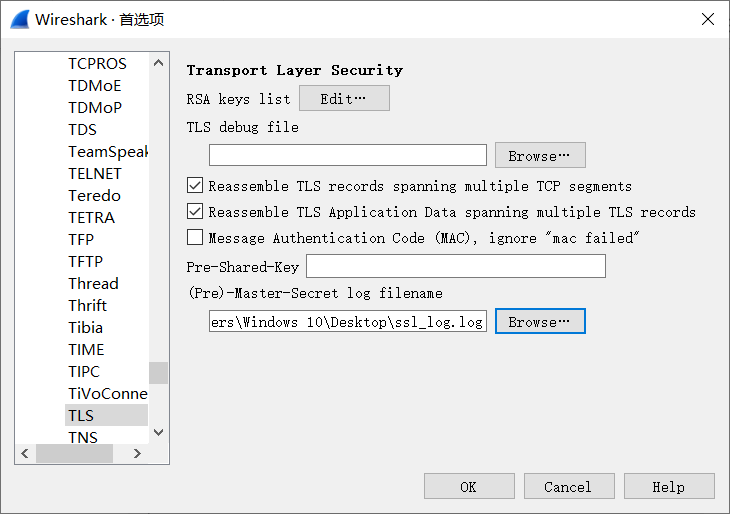 Wireshark · 首选项
TCPROS
TDMoE
TDMoP
TDS
TeamSpeak
TELNET
Teredo
TETRA
TFP
TFTP
Thread
Thrift
Tibia
TIME
TIPC
TiVoConne
TLS
TNS
Transport Layer Security
RSA keys list Edit…
TLS debug file
Browse…
Reassemble TLS records spanning multiple TCP segments
Reassemble TLS Application Data spanning multiple TLS records
Message Authentication Code (MAC), ignore "mac failed"
Pre-Shared-Key
(Pre)-Master-Secret log filename
ers\Windows 10\Desktop\ssl_log.log Browse…
OK Cancel Help